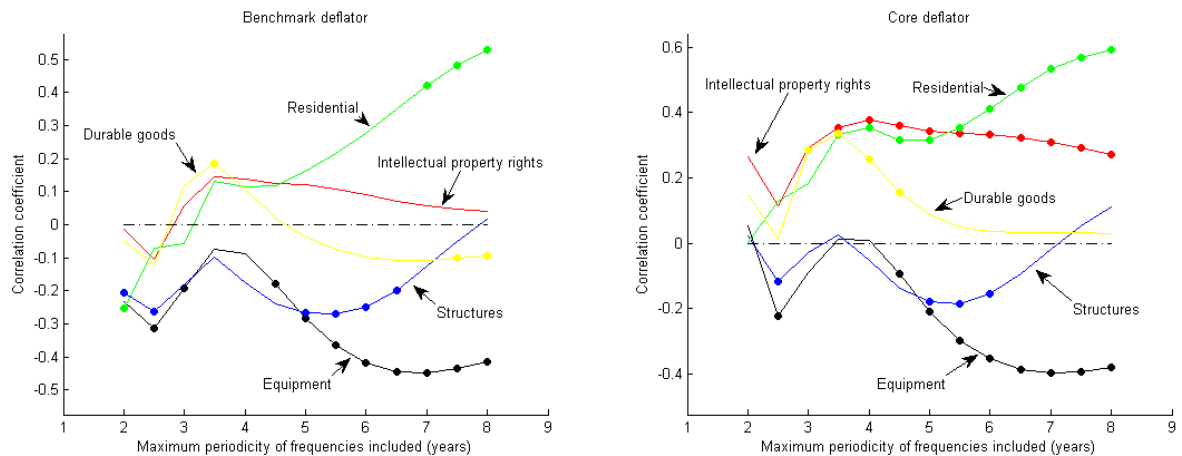 Benchmark deflator
0.5
0.4
0.3
0.2
0.1
0
-0.1
-0.2
-0.3
-0.4
-0.5
Correlation coefficient
Residential
Durable goods
Intellectual property rights
Structures
Equipment
1 2 3 4 5 6 7 8 9
Maximum periodicity of frequencies included (years)
Core deflator
0.6
0.4
0.2
0
-0.2
-0.4
Correlation coefficient
Intellectual property rights
Residential
Durable goods
Structures
Equipment
1 2 3 4 5 6 7 8 9
Maximum periodicity of frequencies included (years)